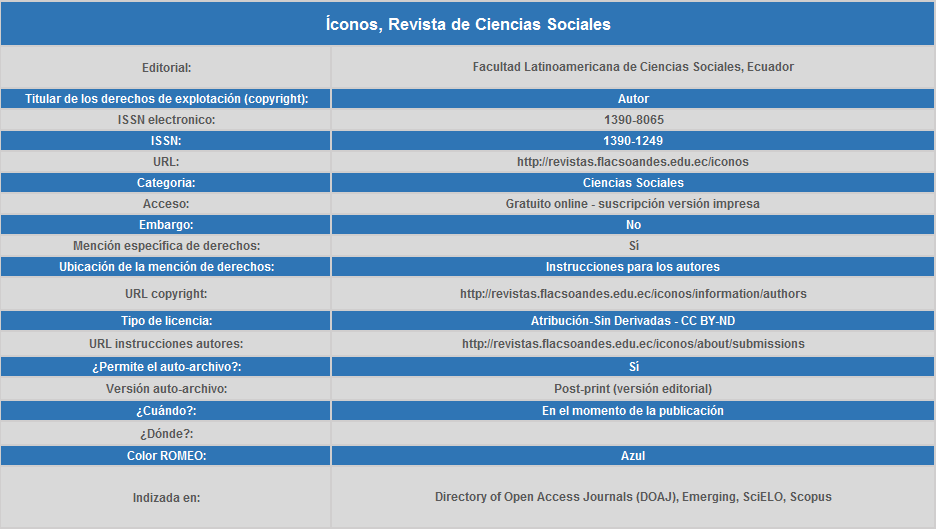 Íconos, Revista de Ciencias Sociales
Editorial: Facultad Latinoamericana de Ciencias Sociales, Ecuador
Titular de los derechos de explotación (copyright): Autor
ISSN electronico: 1390-8065
ISSN: 1390-1249
URL: http://revistas.flacsoandes.edu.ec/iconos
Categoria: Ciencias Sociales
Acceso: Gratuito online - suscripción versión impresa
Embargo: No
Mención específica de derechos: Sí
Ubicación de la mención de derechos: Instrucciones para los autores
URL copyright: http://revistas.flacsoandes.edu.ec/iconos/information/authors
Tipo de licencia: Atribución-Sin Derivadas - CC BY-ND
URL instrucciones autores: http://revistas.flacsoandes.edu.ec/iconos/about/submissions
¿Permite el auto-archivo?: Sí
Versión auto-archivo: Post-print (versión editorial)
¿Cuándo?: En el momento de la publicación
¿Dónde?:
Color ROMEO: Azul
Indizada en: Directory of Open Access Journals (DOAJ), Emerging, SciELO, Scopus